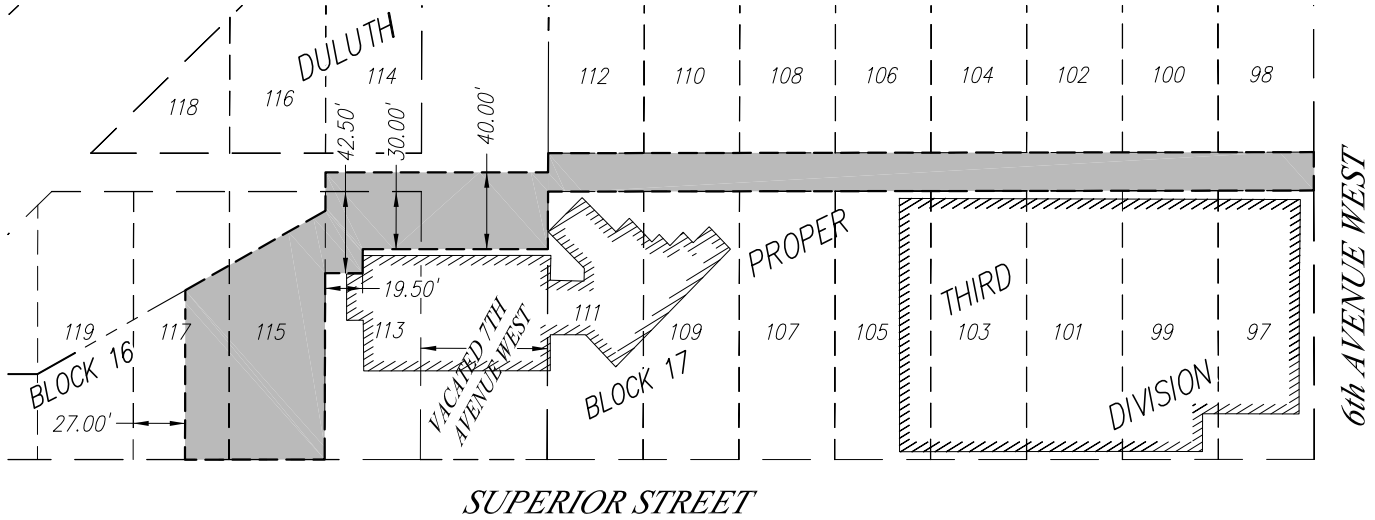 DULUTH
118
116
114
112
110
108
106
104
102
100
98
42.50'
30.00'
40.00'
6th AVENUE WEST
PROPER
THIRD
19.50'
119
117
115
113
111
109
107
105
103
101
99
97
VACATED 7TH
AVENUE WEST
BLOCK 16
BLOCK 17
DIVISION
27.00'
SUPERIOR STREET